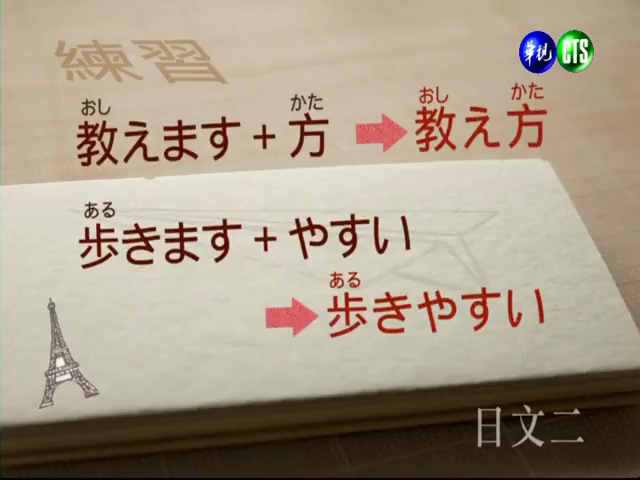 練習
華視 CTS
おし かた おし かた
教えます＋方 ➡ 教え方
ある
歩きます＋やすい
ある
➡ 歩きやすい
日文二